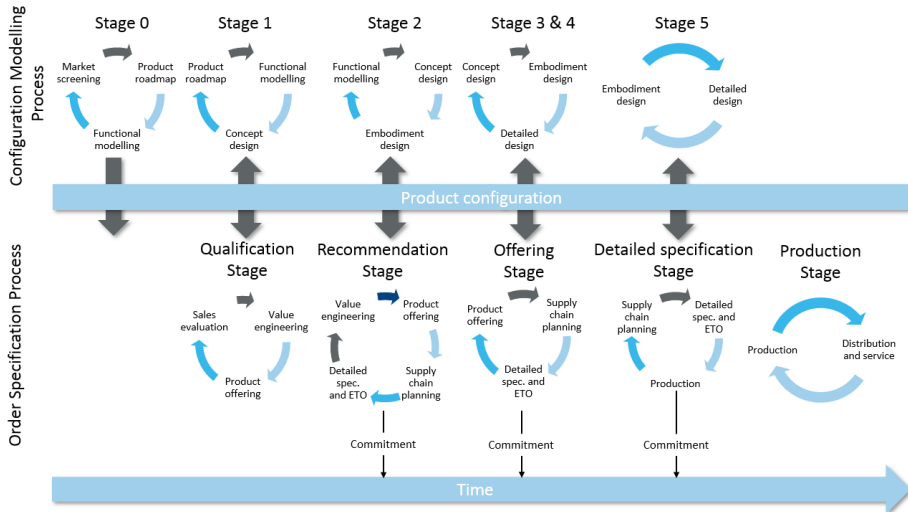 Configuration Modelling
Process
Stage 0
Stage 1
Stage 2
Stage 3 & 4
Stage 5
Market
screening
Product
roadmap
Functional
modelling
Product
roadmap
Functional
modelling
Concept
design
Functional
modelling
Concept
design
Embodiment
design
Concept
design
Embodiment
design
Detailed
design
Embodiment
design
Detailed
design
Product configuration
Order Specification Process
Qualification
Stage
Recommendation
Stage
Offering
Stage
Detailed specification
Stage
Production
Stage
Sales
evaluation
Value
engineering
Product
offering
Value
engineering
Product
offering
Detailed
spec.
and ETO
Supply
chain
planning
Product
offering
Supply
chain
planning
Detailed
spec. and
ETO
Supply
chain
planning
Detailed
spec. and
ETO
Production
Production
Distribution
and service
Commitment
Commitment
Commitment
Time